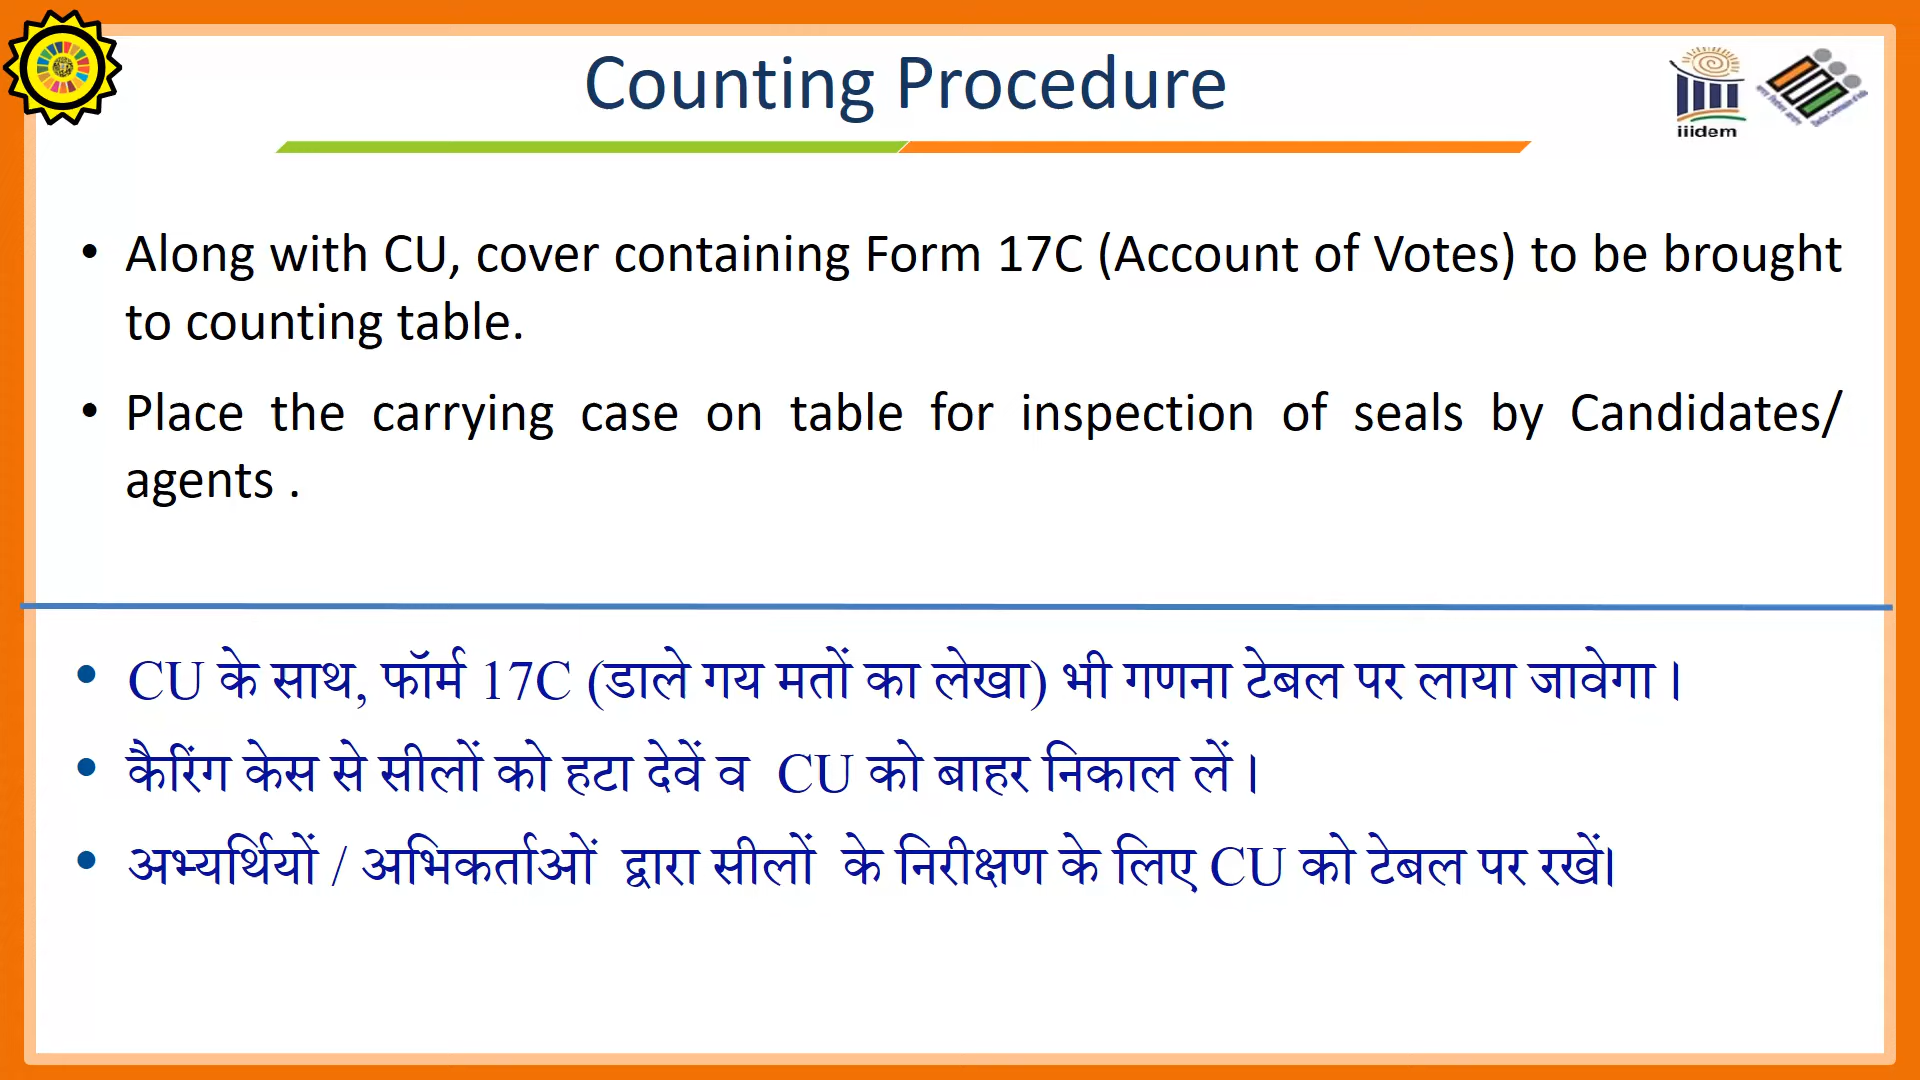 Counting Procedure
iiidem
• Along with CU, cover containing Form 17C (Account of Votes) to be brought
to counting table.
• Place the carrying case on table for inspection of seals by Candidates/
agents .
• CU के साथ, फॉर्म 17C (डाले गय मतों का लेखा) भी गणना टेबल पर लाया जावेगा।
• कैरिंग केस से सीलों को हटा देवें व CU को बाहर निकाल लें।
• अभ्यर्थियों / अभिकर्ताओं द्वारा सीलों के निरीक्षण के लिए CU को टेबल पर रखें।